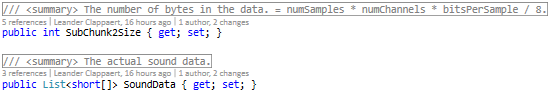 /// <summary> The number of bytes in the data. = numSamples * numChannels * bitsPerSample / 8.
5 references | Leander Clappaert, 16 hours ago | 1 author, 2 changes
public int SubChunk2Size { get; set; }
/// <summary> The actual sound data.
3 references | Leander Clappaert, 16 hours ago | 1 author, 2 changes
public List<short[]> SoundData { get; set; }